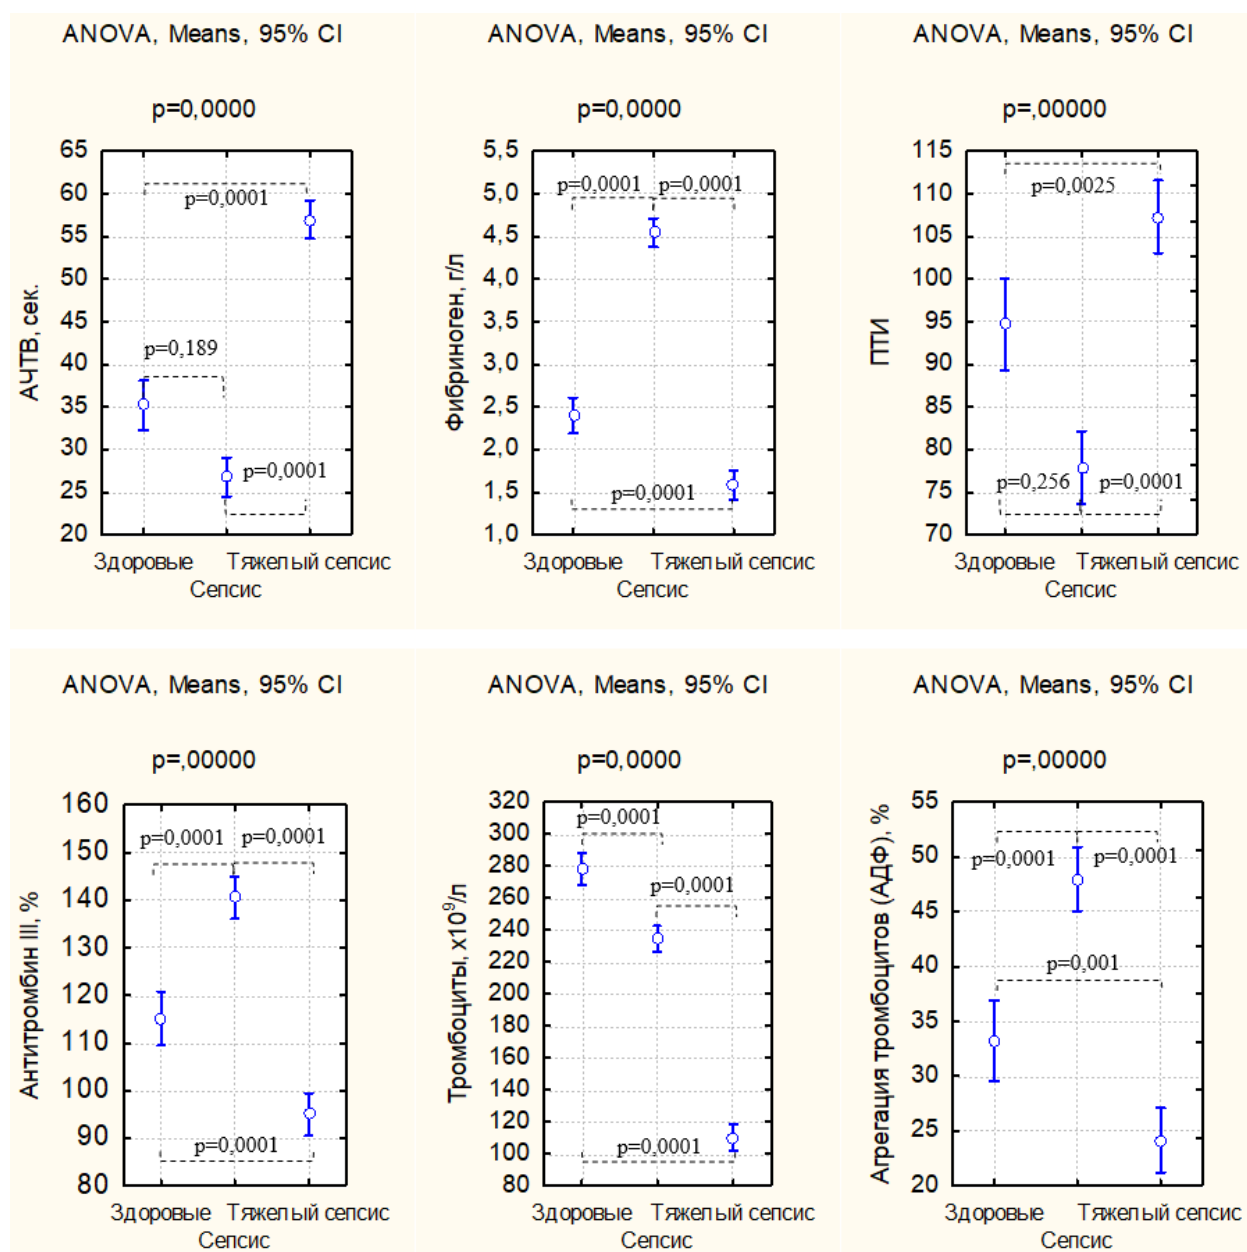 ANOVA, Means, 95% CI
p=0,0000
АЧТВ, сек.
65
60
55
50
45
40
35
30
25
20
p=0,0001
p=0,189
p=0,0001
Здоровые Тяжелый сепсис
Сепсис
ANOVA, Means, 95% CI
p=0,0000
Фибриноген, г/л
5,5
5,0
4,5
4,0
3,5
3,0
2,5
2,0
1,5
1,0
p=0,0001 p=0,0001
p=0,0001
Здоровые Тяжелый сепсис
Сепсис
ANOVA, Means, 95% CI
p=,00000
ПТИ
115
110
105
100
95
90
85
80
75
70
p=0,0025
p=0,256 p=0,0001
Здоровые Тяжелый сепсис
Сепсис
ANOVA, Means, 95% CI
p=,00000
Антитромбин III, %
160
150
140
130
120
110
100
90
80
p=0,0001 p=0,0001
p=0,0001
Здоровые Тяжелый сепсис
Сепсис
ANOVA, Means, 95% CI
p=0,0000
Тромбоциты, x10⁹/л
320
300
280
260
240
220
200
180
160
140
120
100
80
p=0,0001
p=0,0001
p=0,0001
Здоровые Тяжелый сепсис
Сепсис
ANOVA, Means, 95% CI
p=,00000
Агрегация тромбоцитов (АДФ), %
55
50
45
40
35
30
25
20
p=0,0001 p=0,0001
p=0,001
Здоровые Тяжелый сепсис
Сепсис